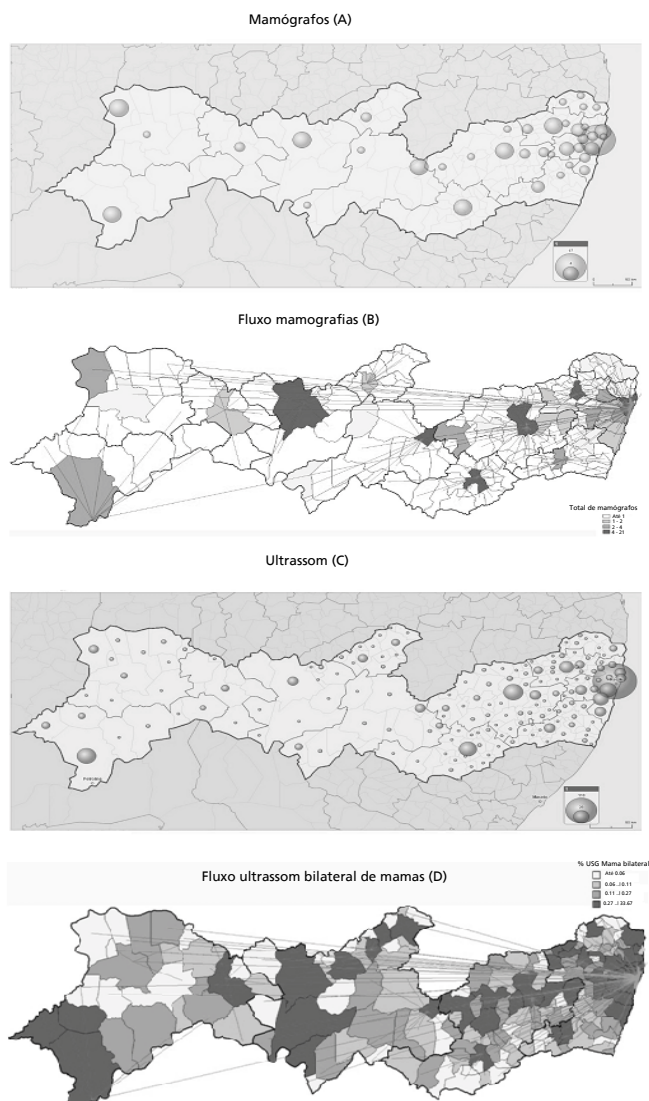 Mamógrafos (A)
Fluxo mamografias (B)
Total de mamógrafos
Até 1
1 - 2
2 - 4
4 - 21
Ultrassom (C)
Fluxo ultrassom bilateral de mamas (D)
% USG Mama bilateral
Até 0.06
0.06 ..| 0.11
0.11 ..| 0.27
0.27 ..| 33.67